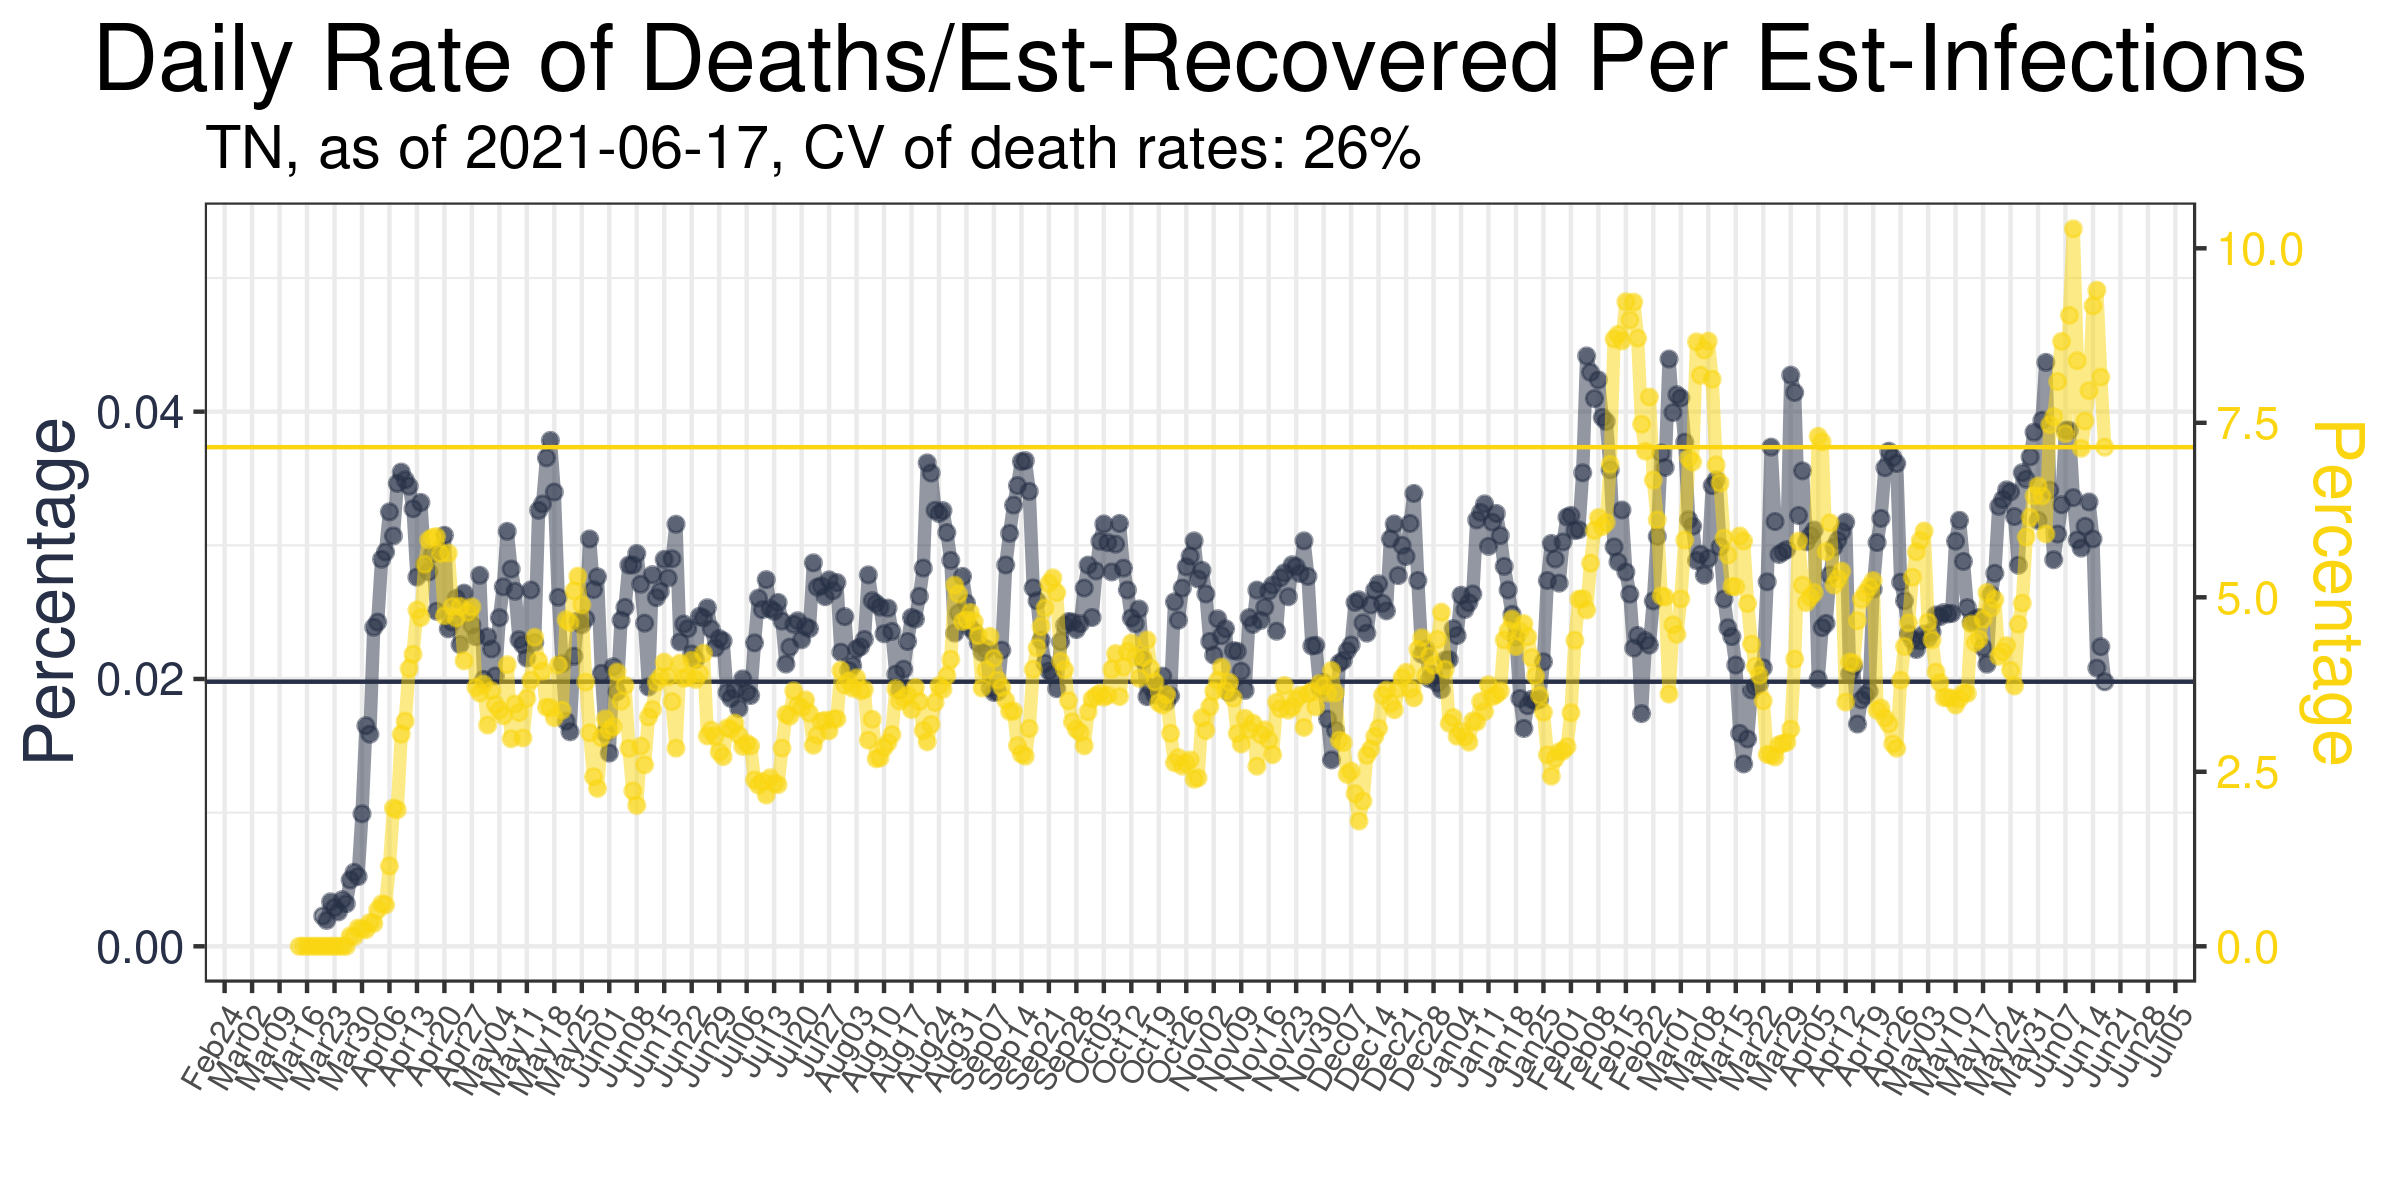 Daily Rate of Deaths/Est-Recovered Per Est-Infections
TN, as of 2021-06-17, CV of death rates: 26%
Percentage
0.04
0.02
0.00
10.0
7.5
5.0
2.5
0.0
Percentage
Feb24
Mar02
Mar09
Mar16
Mar23
Mar30
Apr06
Apr13
Apr20
Apr27
May04
May11
May18
May25
Jun01
Jun08
Jun15
Jun22
Jun29
Jul06
Jul13
Jul20
Jul27
Aug03
Aug10
Aug17
Aug24
Aug31
Sep07
Sep14
Sep21
Sep28
Oct05
Oct12
Oct19
Oct26
Nov02
Nov09
Nov16
Nov23
Nov30
Dec07
Dec14
Dec21
Dec28
Jan04
Jan11
Jan18
Jan25
Feb01
Feb08
Feb15
Feb22
Mar01
Mar08
Mar15
Mar22
Mar29
Apr05
Apr12
Apr19
Apr26
May03
May10
May17
May24
May31
Jun07
Jun14
Jun21
Jun28
Jul05